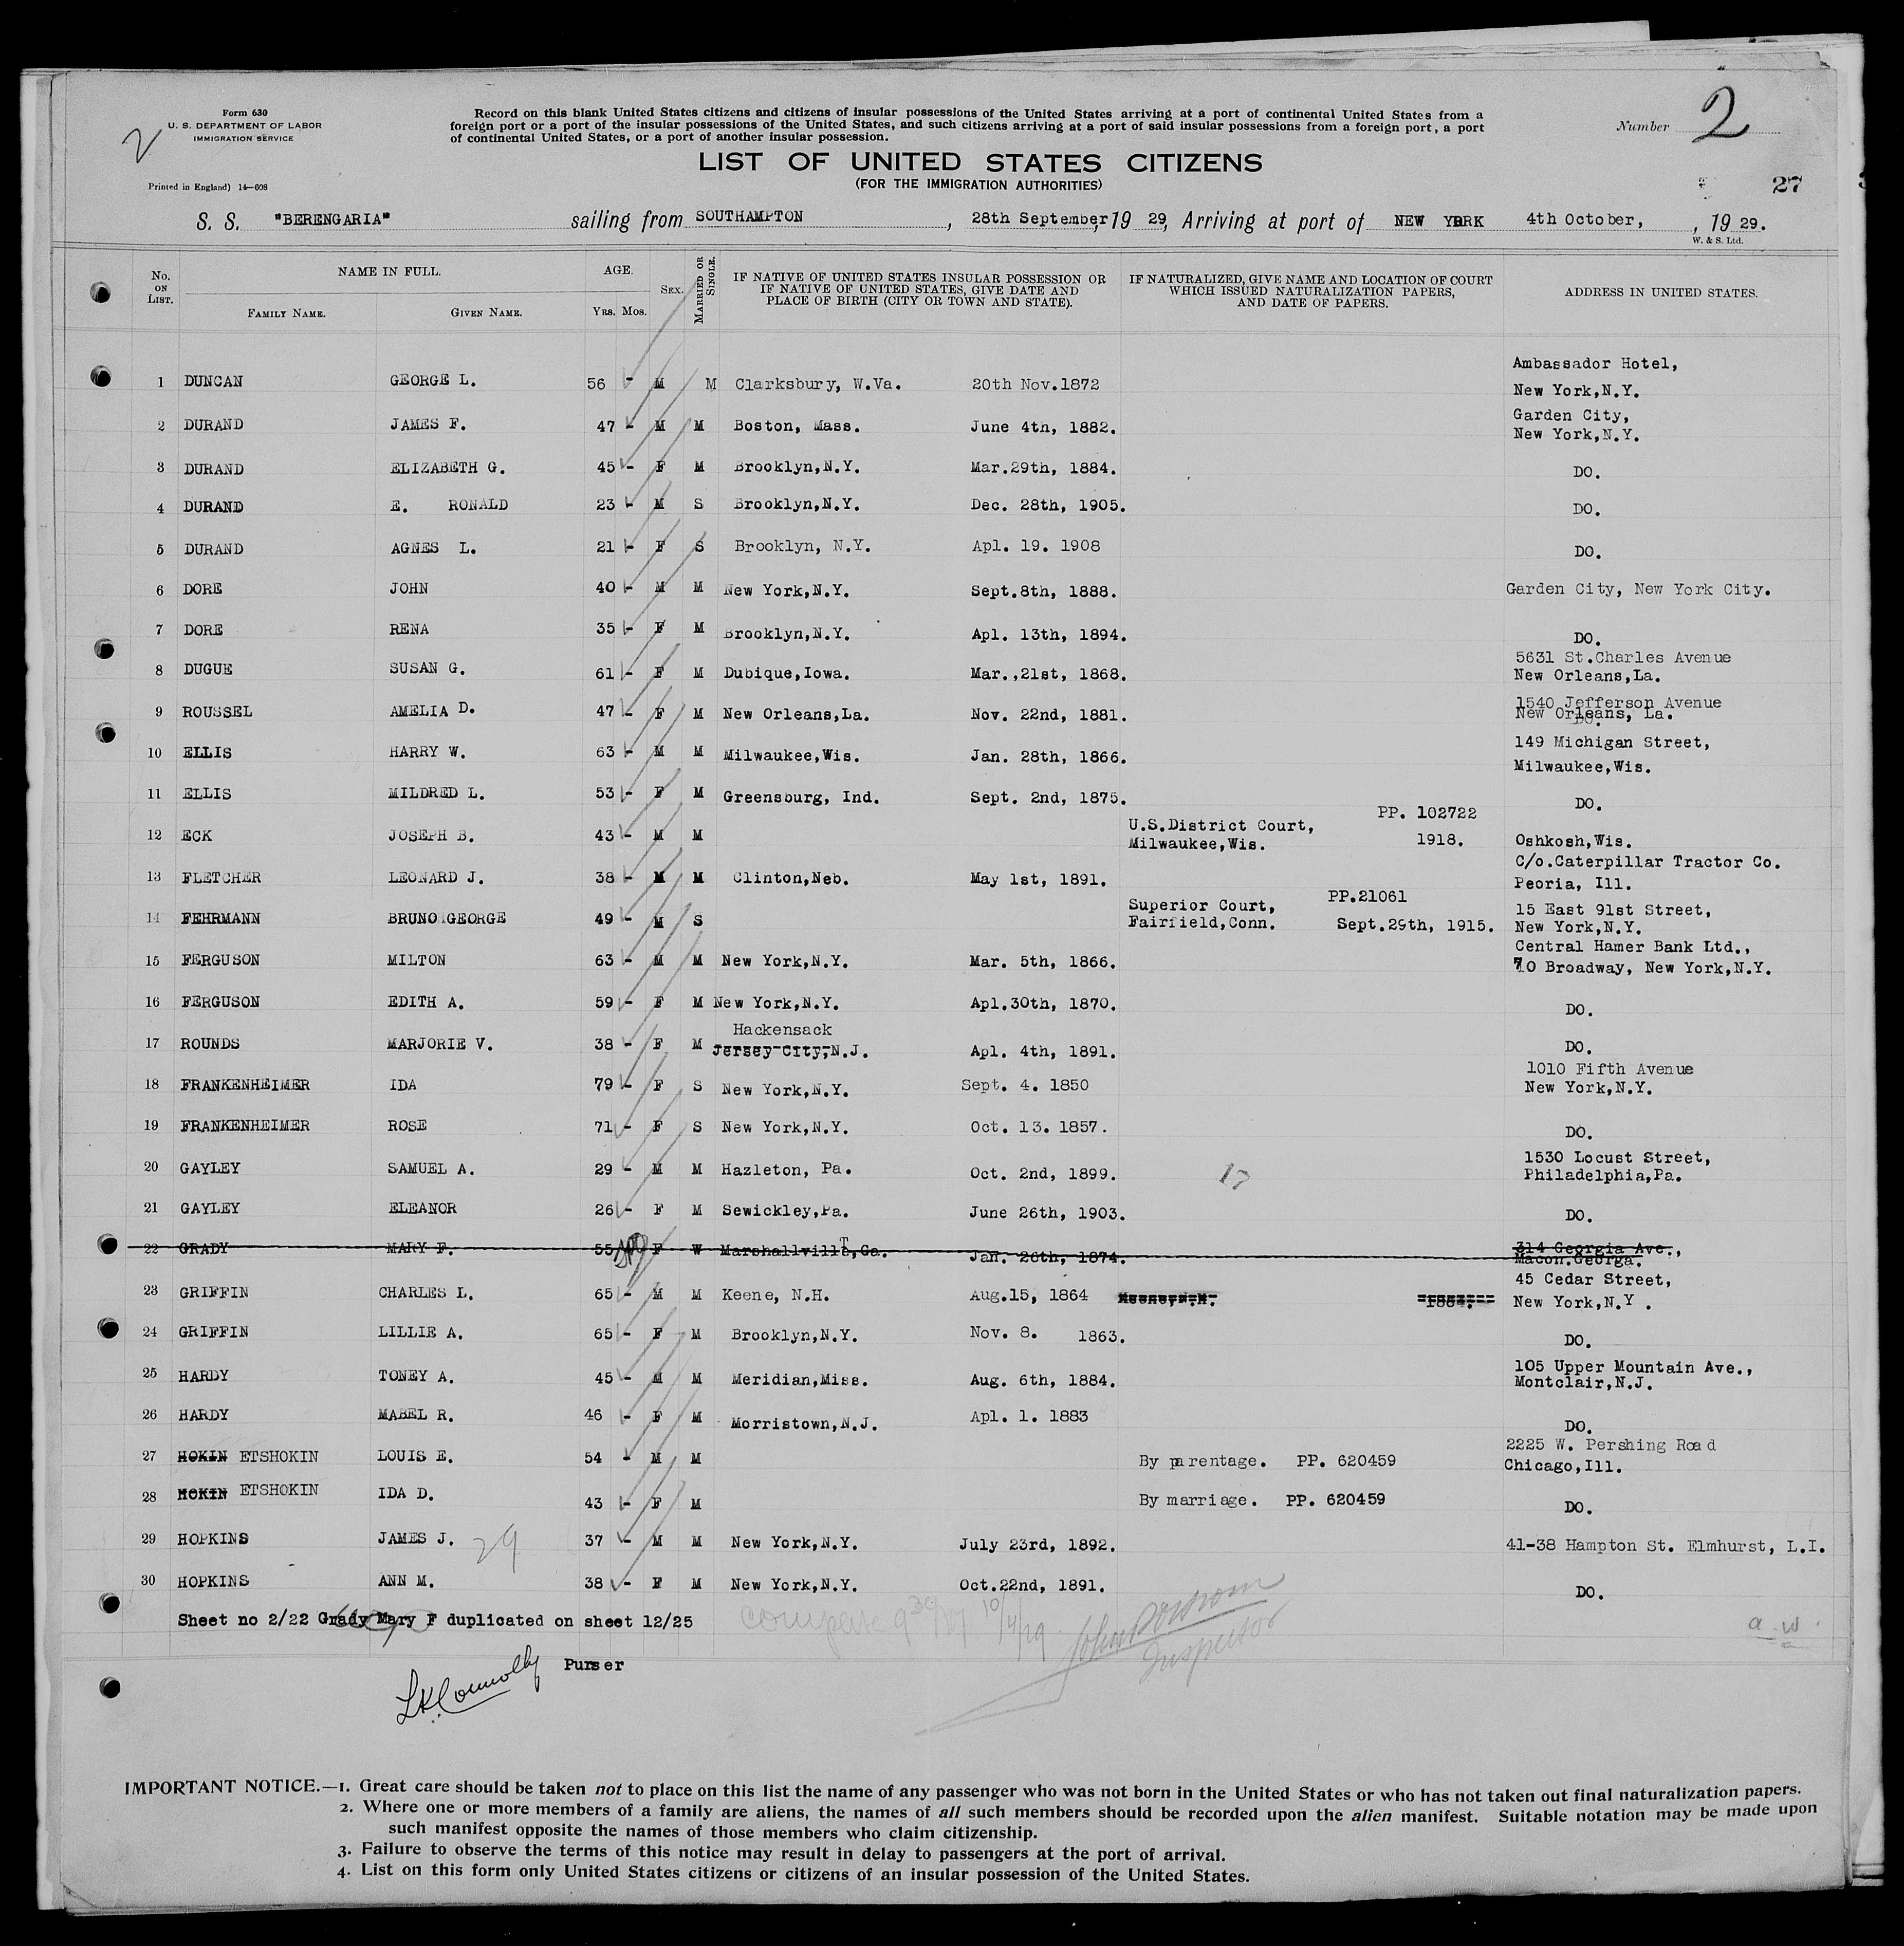 Form 630
U. S. DEPARTMENT OF LABOR
IMMIGRATION SERVICE
2
Printed in England) 14—608
Record on this blank United States citizens and citizens of insular possessions of the United States arriving at a port of continental United States from a
foreign port or a port of the insular possessions of the United States, and such citizens arriving at a port of said insular possessions from a foreign port, a port
of continental United States, or a port of another insular possession.
LIST OF UNITED STATES CITIZENS
(FOR THE IMMIGRATION AUTHORITIES)
Number 2
27
S. S. "BERENGARIA" sailing from SOUTHAMPTON, 28th September, 19 29, Arriving at port of NEW YORK 4th October, , 19 29.
W. & S. Ltd.
No. ON LIST. NAME IN FULL. FAMILY NAME. GIVEN NAME. AGE. YRS. MOS. SEX. MARRIED OR SINGLE. IF NATIVE OF UNITED STATES INSULAR POSSESSION OR IF NATIVE OF UNITED STATES, GIVE DATE AND PLACE OF BIRTH (CITY OR TOWN AND STATE). IF NATURALIZED, GIVE NAME AND LOCATION OF COURT WHICH ISSUED NATURALIZATION PAPERS, AND DATE OF PAPERS. ADDRESS IN UNITED STATES.
1 DUNCAN GEORGE L. 56 - M M Clarksbury, W.Va. 20th Nov.1872 Ambassador Hotel, New York,N.Y.
2 DURAND JAMES F. 47 - M M Boston, Mass. June 4th, 1882. Garden City, New York,N.Y.
3 DURAND ELIZABETH G. 45 - F M Brooklyn,N.Y. Mar.29th, 1884. DO.
4 DURAND E. RONALD 23 - M S Brooklyn,N.Y. Dec. 28th, 1905. DO.
5 DURAND AGNES L. 21 - F S Brooklyn, N.Y. Apl. 19. 1908 DO.
6 DORE JOHN 40 - M M New York,N.Y. Sept.8th, 1888. Garden City, New York City.
7 DORE RENA 35 - F M Brooklyn,N.Y. Apl. 13th, 1894. DO.
8 DUGUE SUSAN G. 61 - F M Dubique,Iowa. Mar.,21st, 1868. 5631 St.Charles Avenue New Orleans,La.
9 ROUSSEL AMELIA D. 47 - F M New Orleans,La. Nov. 22nd, 1881. 1540 Jefferson Avenue New Orleans, La.
10 ELLIS HARRY W. 63 - M M Milwaukee,Wis. Jan. 28th, 1866. 149 Michigan Street, Milwaukee,Wis.
11 ELLIS MILDRED L. 53 - F M Greensburg, Ind. Sept. 2nd, 1875. DO.
12 ECK JOSEPH B. 43 - M M U.S.District Court, Milwaukee,Wis. PP. 102722 1918. Oshkosh,Wis.
13 FLETCHER LEONARD J. 38 - M M Clinton,Neb. May 1st, 1891. C/o.Caterpillar Tractor Co. Peoria, Ill.
14 FEHRMANN BRUNO GEORGE 49 - M S Superior Court, Fairfield,Conn. PP.21061 Sept.29th, 1915. 15 East 91st Street, New York,N.Y.
15 FERGUSON MILTON 63 - M M New York,N.Y. Mar. 5th, 1866. Central Hamer Bank Ltd., 70 Broadway, New York,N.Y.
16 FERGUSON EDITH A. 59 - F M New York,N.Y. Apl.30th, 1870. DO.
17 ROUNDS MARJORIE V. 38 - F M Hackensack Jersey City,N.J. Apl. 4th, 1891. DO.
18 FRANKENHEIMER IDA 79 - F S New York,N.Y. Sept. 4. 1850 1010 Fifth Avenue New York,N.Y.
19 FRANKENHEIMER ROSE 71 - F S New York,N.Y. Oct. 13. 1857. DO.
20 GAYLEY SAMUEL A. 29 - M M Hazleton, Pa. Oct. 2nd, 1899. 17 1530 Locust Street, Philadelphia,Pa.
21 GAYLEY ELEANOR 26 - F M Sewickley,Pa. June 26th, 1903. DO.
22 GRADY MARY F. 55 F W Marshallville,Ga. Jan. 26th, 1874. 314 Georgia Ave., Macon.Georga.
23 GRIFFIN CHARLES L. 65 - M M Keene, N.H. Aug.15, 1864 45 Cedar Street, New York,N.Y .
24 GRIFFIN LILLIE A. 65 - F M Brooklyn,N.Y. Nov. 8. 1863. DO.
25 HARDY TONEY A. 45 - M M Meridian,Miss. Aug. 6th, 1884. 105 Upper Mountain Ave., Montclair,N.J.
26 HARDY MABEL R. 46 - F M Morristown,N.J. Apl. 1. 1883 DO.
27 HOKIN ETSHOKIN LOUIS E. 54 - M M By parentage. PP. 620459 2225 W. Pershing Road Chicago,Ill.
28 HOKIN ETSHOKIN IDA D. 43 - F M By marriage. PP. 620459 DO.
29 HOPKINS JAMES J. 29 37 - M M New York,N.Y. July 23rd, 1892. 41-38 Hampton St. Elmhurst, L.I.
30 HOPKINS ANN M. 38 - F M New York,N.Y. Oct.22nd, 1891. DO.
Sheet no 2/22 Grady Mary F duplicated on sheet 12/25
10/4/29
Inspector
a. w.
Purser
IMPORTANT NOTICE.—1. Great care should be taken not to place on this list the name of any passenger who was not born in the United States or who has not taken out final naturalization papers.
2. Where one or more members of a family are aliens, the names of all such members should be recorded upon the alien manifest. Suitable notation may be made upon
such manifest opposite the names of those members who claim citizenship.
3. Failure to observe the terms of this notice may result in delay to passengers at the port of arrival.
4. List on this form only United States citizens or citizens of an insular possession of the United States.